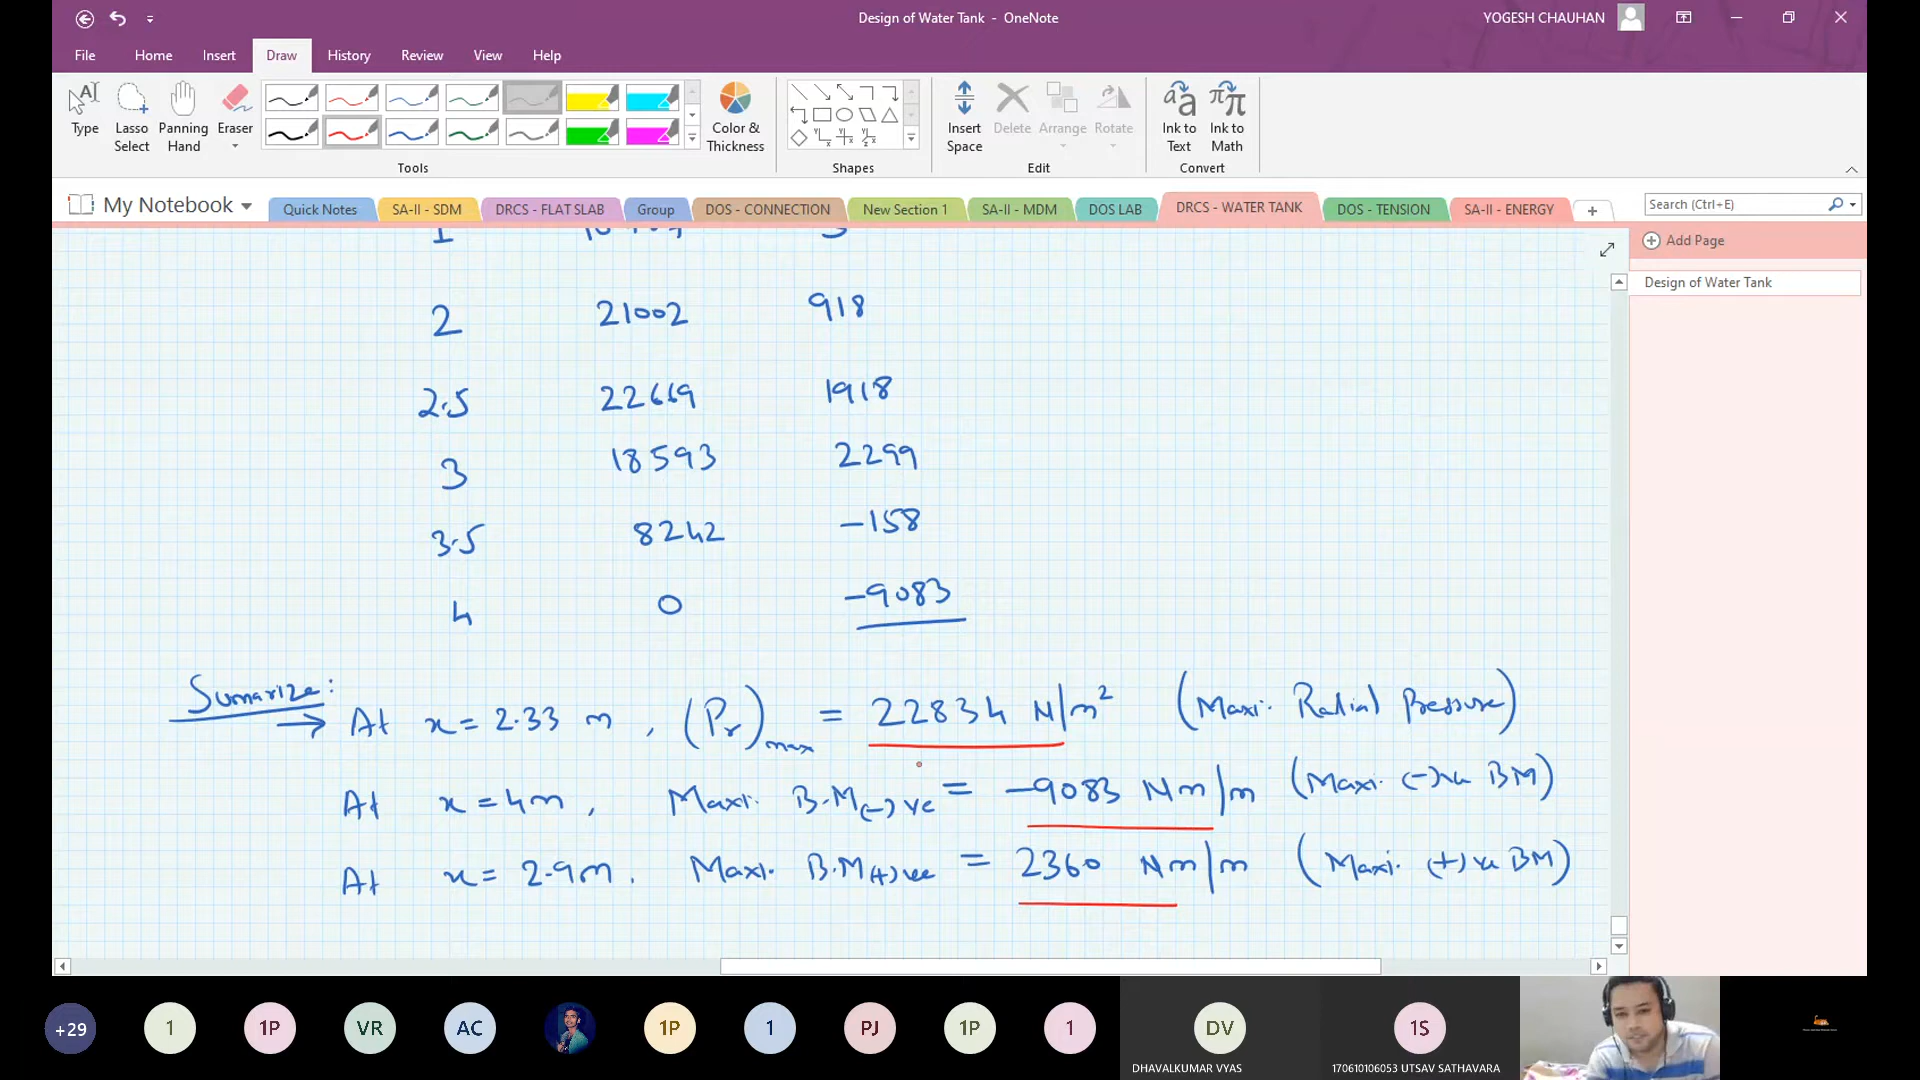 Design of Water Tank - OneNote
YOGESH CHAUHAN
File Home Insert Draw History Review View Help
Type
Lasso Select
Panning Hand
Eraser
Color & Thickness
Insert Space
Delete
Arrange
Rotate
Ink to Text
Ink to Math
Tools
Shapes
Edit
Convert
My Notebook
Quick Notes
SA-II - SDM
DRCS - FLAT SLAB
Group
DOS - CONNECTION
New Section 1
SA-II - MDM
DOS LAB
DRCS - WATER TANK
DOS - TENSION
SA-II - ENERGY
Search (Ctrl+E)
Add Page
Design of Water Tank
2 21002 918
2.5 22669 1918
3 18593 2299
3.5 8242 -158
4 0 -9083
Sumarize:
→ At x = 2.33 m, (Pr)max = 22834 N/m² (Maxi. Radial Pressure)
At x = 4m, Maxi. B.M(-)ve = -9083 Nm/m (Maxi. (-)ve BM)
At x = 2.9m. Maxi. B.M(+)ve = 2360 Nm/m (Maxi. (+)ve BM)
+29 1 1P VR AC 1P 1 PJ 1P 1 DV 1S
DHAVALKUMAR VYAS
170610106053 UTSAV SATHAVARA